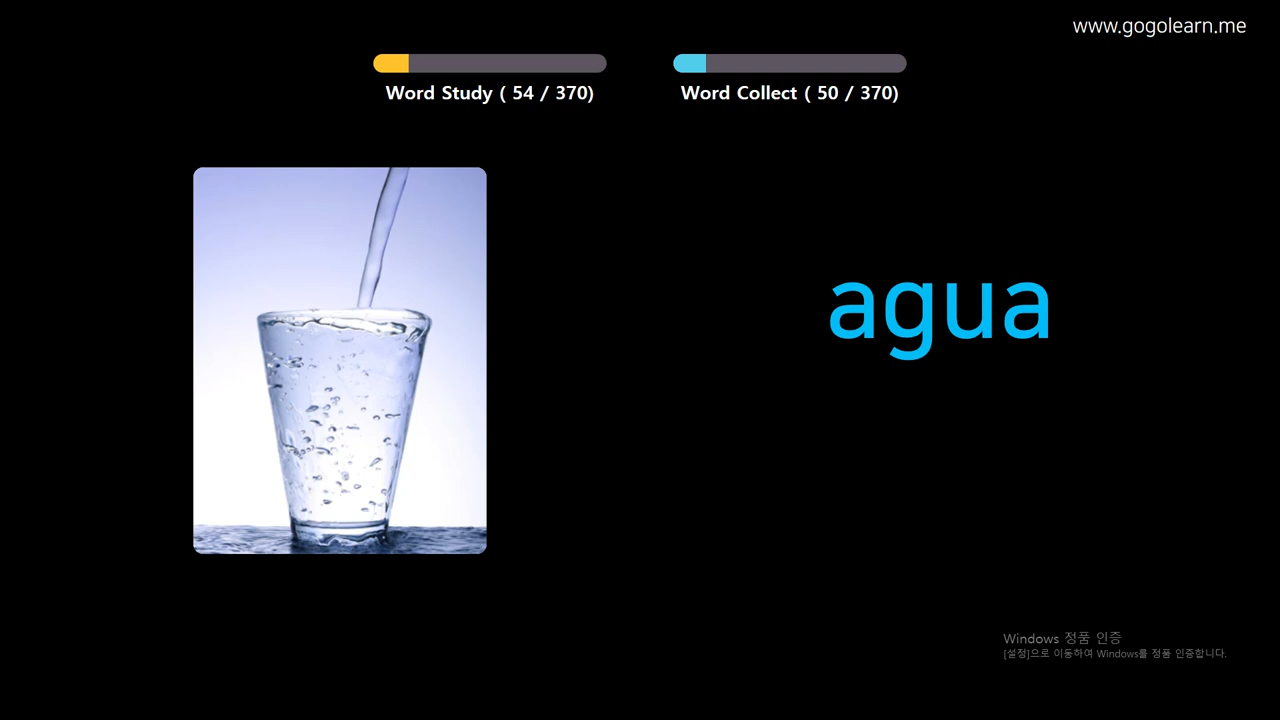 www.gogolearn.me
Word Study ( 54 / 370)
Word Collect ( 50 / 370)
agua
Windows 정품 인증
[설정]으로 이동하여 Windows를 정품 인증합니다.